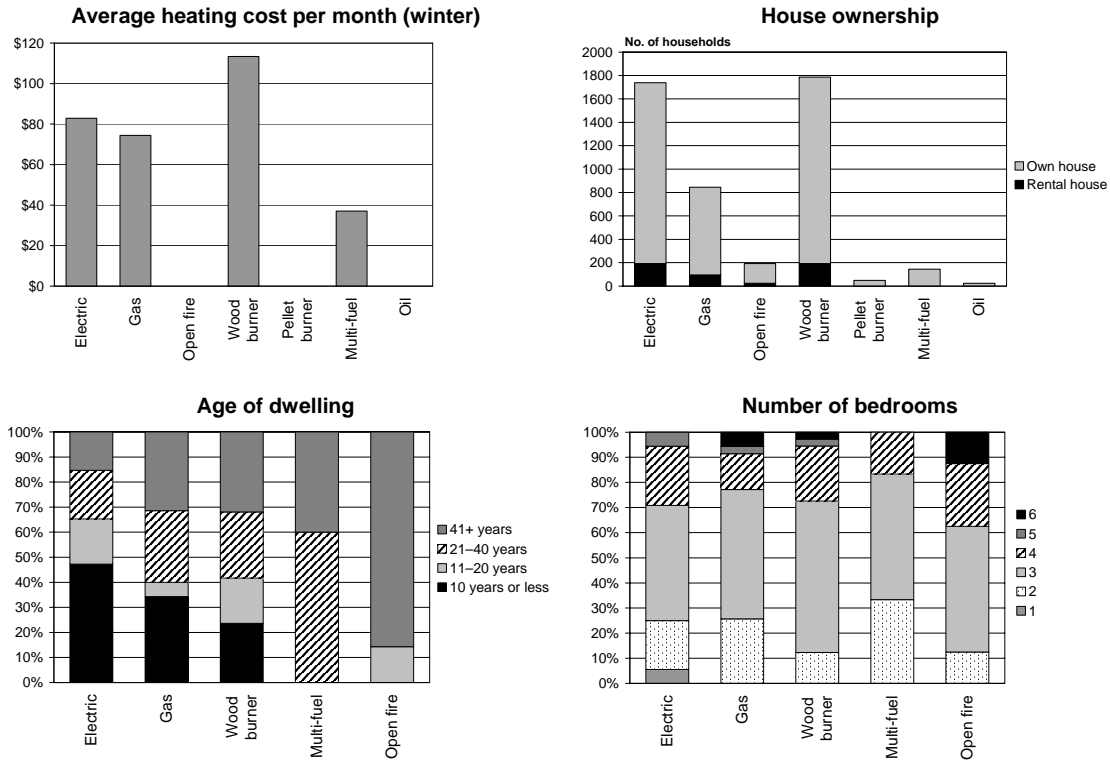 Average heating cost per month (winter)
$120
$100
$80
$60
$40
$20
$0
Electric
Gas
Open fire
Wood
burner
Pellet
burner
Multi-fuel
Oil
House ownership
No. of households
2000
1800
1600
1400
1200
1000
800
600
400
200
0
Electric
Gas
Open fire
Wood
burner
Pellet
burner
Multi-fuel
Oil
Own house
Rental house
Age of dwelling
100%
90%
80%
70%
60%
50%
40%
30%
20%
10%
0%
Electric
Gas
Wood
burner
Multi-fuel
Open fire
41+ years
21–40 years
11–20 years
10 years or less
Number of bedrooms
100%
90%
80%
70%
60%
50%
40%
30%
20%
10%
0%
Electric
Gas
Wood
burner
Multi-fuel
Open fire
6
5
4
3
2
1